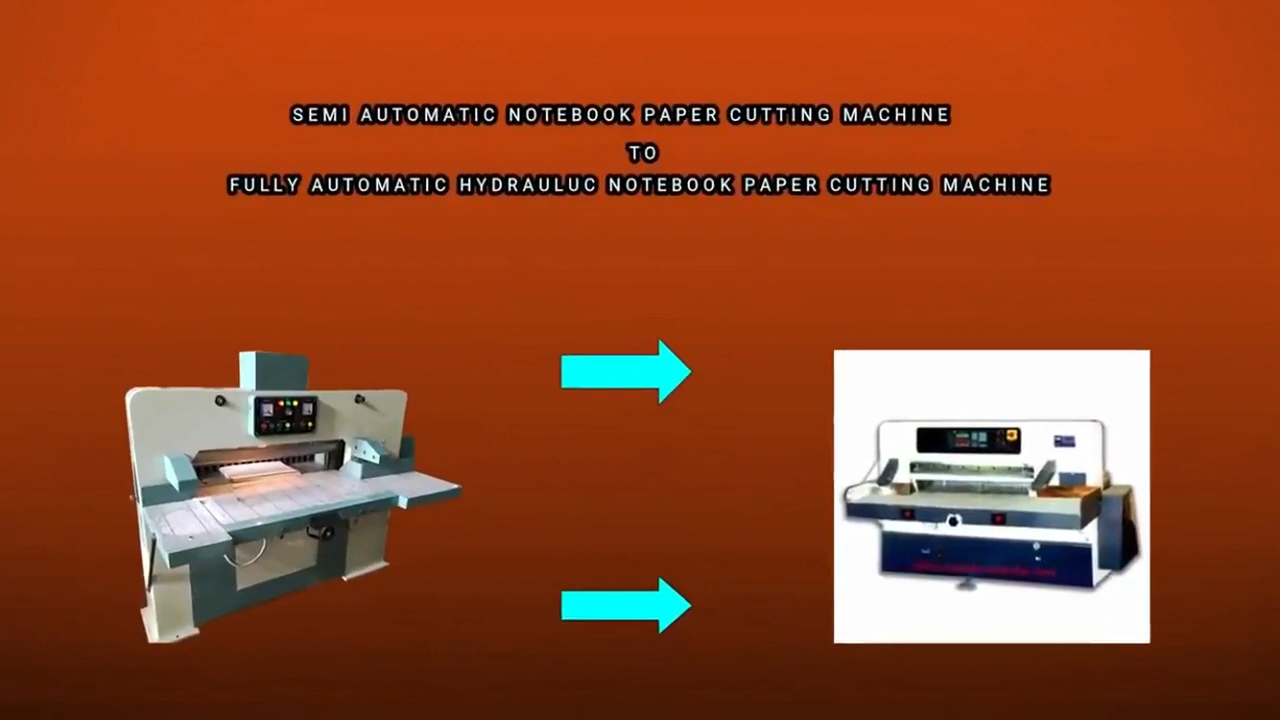 SEMI AUTOMATIC NOTEBOOK PAPER CUTTING MACHINE
TO
FULLY AUTOMATIC HYDRAULUC NOTEBOOK PAPER CUTTING MACHINE